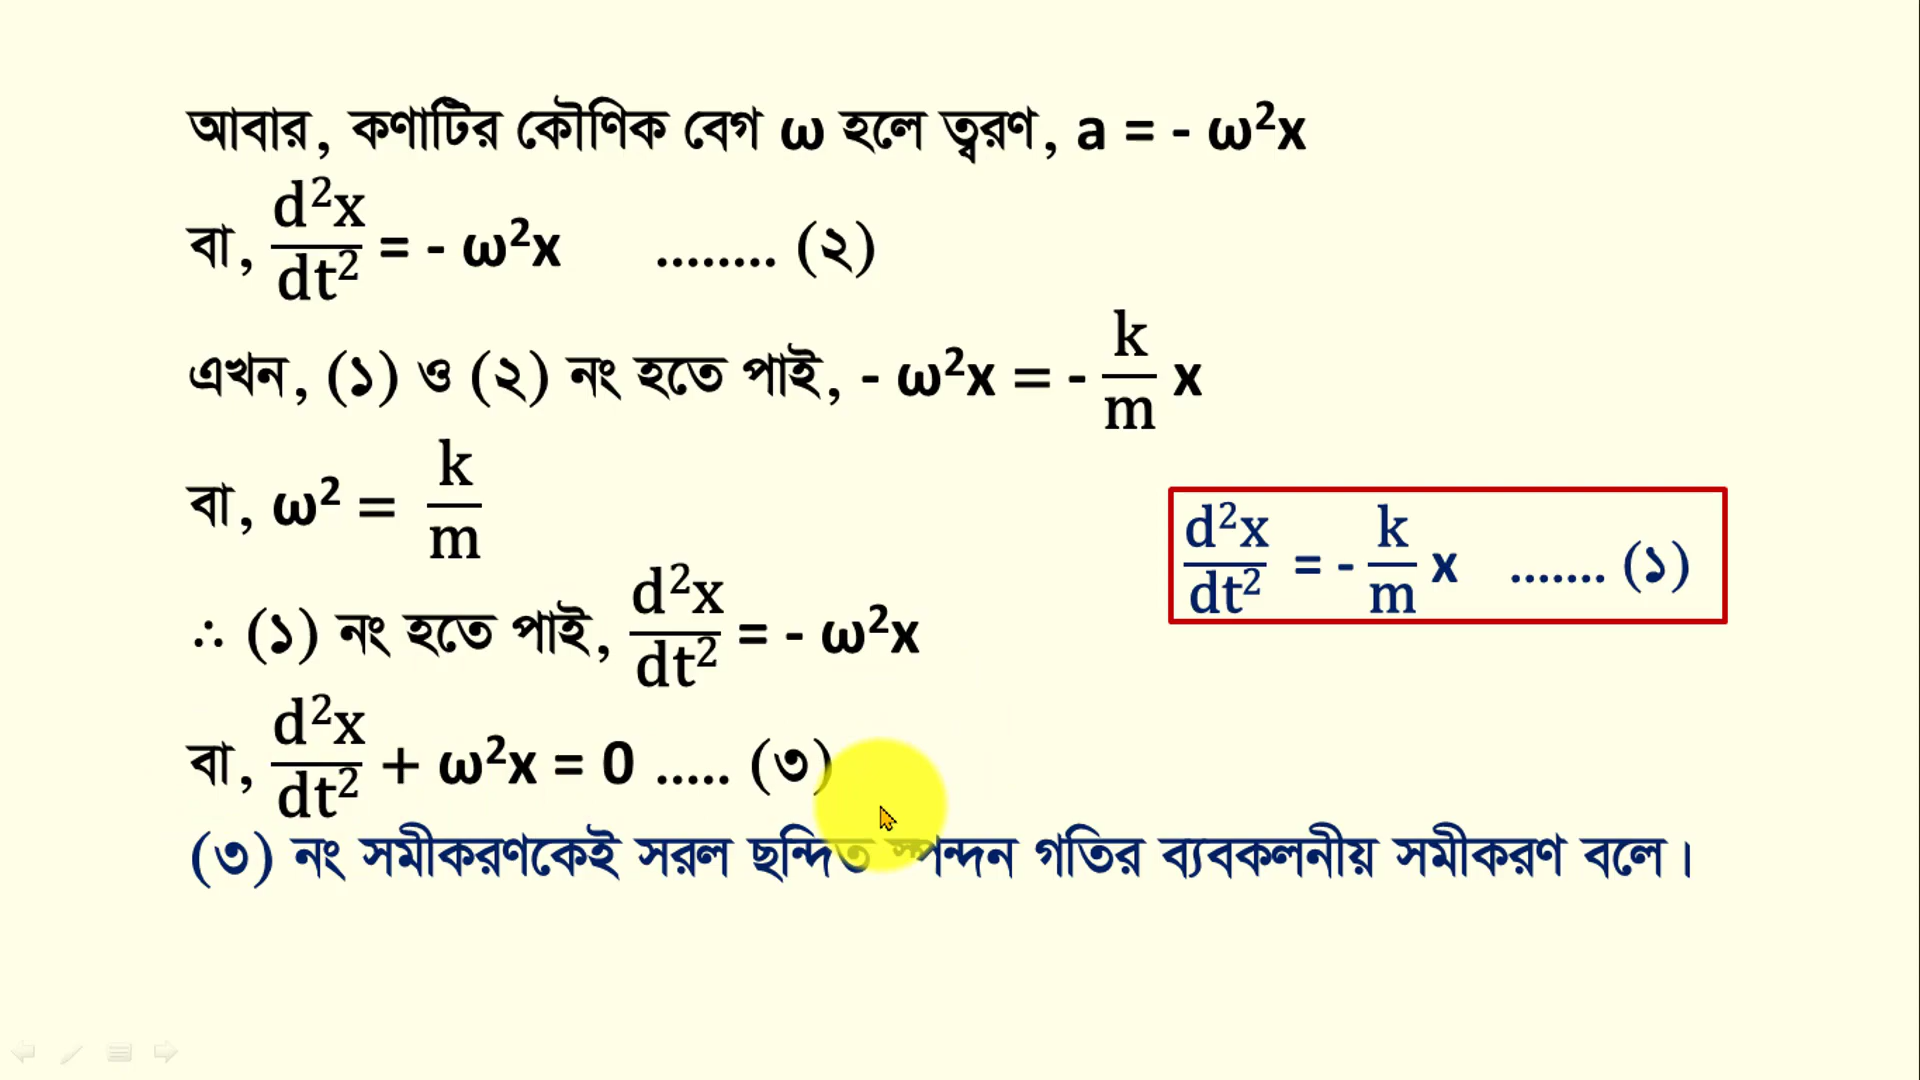 আবার, কণাটির কৌণিক বেগ ω হলে ত্বরণ, a = - ω²x
বা, d²x/dt² = - ω²x ........ (২)
এখন, (১) ও (২) নং হতে পাই, - ω²x = - k/m x
বা, ω² = k/m
d²x/dt² = - k/m x ....... (১)
∴ (১) নং হতে পাই, d²x/dt² = - ω²x
বা, d²x/dt² + ω²x = 0 ..... (৩)
(৩) নং সমীকরণকেই সরল ছন্দিত স্পন্দন গতির ব্যবকলনীয় সমীকরণ বলে।